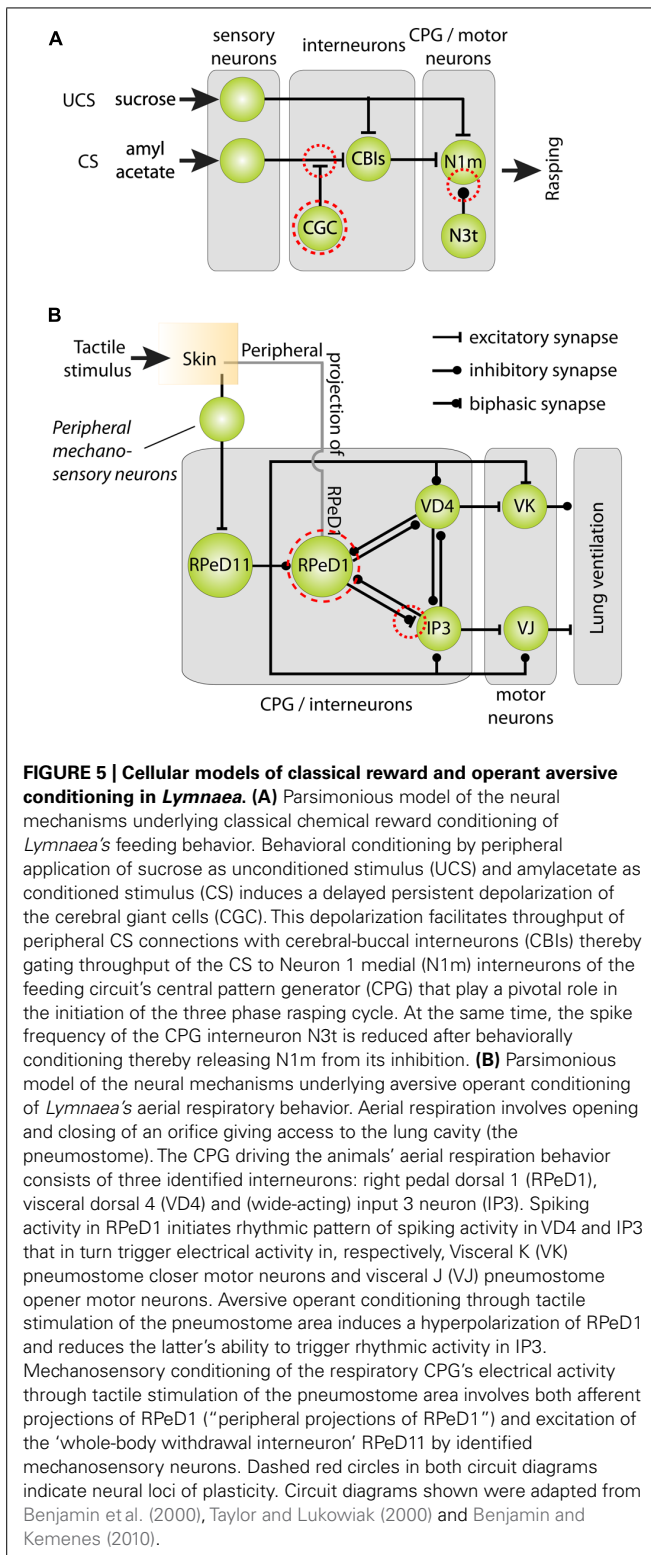 A
sensory
neurons
interneurons
CPG / motor
neurons
UCS sucrose
CS amyl
acetate
CBIs
N1m
CGC
N3t
Rasping
B
Tactile
stimulus
Skin
Peripheral
projection of
RPeD1
Peripheral
mechano-
sensory neurons
excitatory synapse
inhibitory synapse
biphasic synapse
RPeD11
RPeD1
VD4
VK
IP3
VJ
Lung ventilation
CPG / interneurons
motor
neurons
FIGURE 5 | Cellular models of classical reward and operant aversive
conditioning in Lymnaea. (A) Parsimonious model of the neural
mechanisms underlying classical chemical reward conditioning of
Lymnaea's feeding behavior. Behavioral conditioning by peripheral
application of sucrose as unconditioned stimulus (UCS) and amylacetate as
conditioned stimulus (CS) induces a delayed persistent depolarization of
the cerebral giant cells (CGC). This depolarization facilitates throughput of
peripheral CS connections with cerebral-buccal interneurons (CBIs) thereby
gating throughput of the CS to Neuron 1 medial (N1m) interneurons of the
feeding circuit's central pattern generator (CPG) that play a pivotal role in
the initiation of the three phase rasping cycle. At the same time, the spike
frequency of the CPG interneuron N3t is reduced after behaviorally
conditioning thereby releasing N1m from its inhibition. (B) Parsimonious
model of the neural mechanisms underlying aversive operant conditioning
of Lymnaea's aerial respiratory behavior. Aerial respiration involves opening
and closing of an orifice giving access to the lung cavity (the
pneumostome). The CPG driving the animals' aerial respiration behavior
consists of three identified interneurons: right pedal dorsal 1 (RPeD1),
visceral dorsal 4 (VD4) and (wide-acting) input 3 neuron (IP3). Spiking
activity in RPeD1 initiates rhythmic pattern of spiking activity in VD4 and IP3
that in turn trigger electrical activity in, respectively, Visceral K (VK)
pneumostome closer motor neurons and visceral J (VJ) pneumostome
opener motor neurons. Aversive operant conditioning through tactile
stimulation of the pneumostome area induces a hyperpolarization of RPeD1
and reduces the latter's ability to trigger rhythmic activity in IP3.
Mechanosensory conditioning of the respiratory CPG's electrical activity
through tactile stimulation of the pneumostome area involves both afferent
projections of RPeD1 ("peripheral projections of RPeD1") and excitation of
the 'whole-body withdrawal interneuron' RPeD11 by identified
mechanosensory neurons. Dashed red circles in both circuit diagrams
indicate neural loci of plasticity. Circuit diagrams shown were adapted from
Benjamin et al. (2000), Taylor and Lukowiak (2000) and Benjamin and
Kemenes (2010).